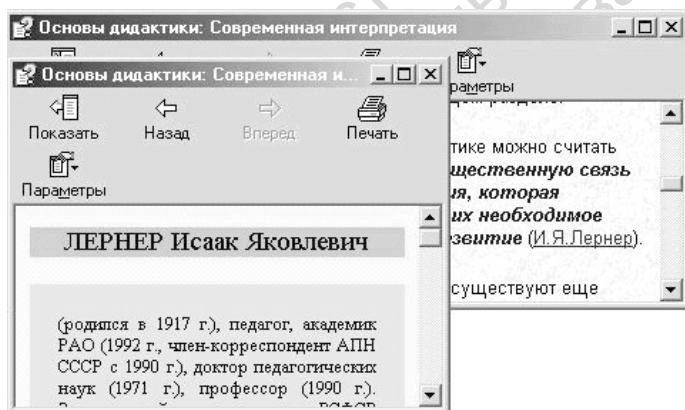 Основы дидактики: Современная интерпретация
Основы дидактики: Современная и...
Показать Назад Вперед Печать
Параметры
ЛЕРНЕР Исаак Яковлевич
(родился в 1917 г.), педагог, академик
РАО (1992 г., член-корреспондент АПН
СССР с 1990 г.), доктор педагогических
наук (1971 г.), профессор (1990 г.).
раметры
тике можно считать
щественную связь
ия, которая
их необходимое
звитие (И.Я.Лернер).
существуют еще